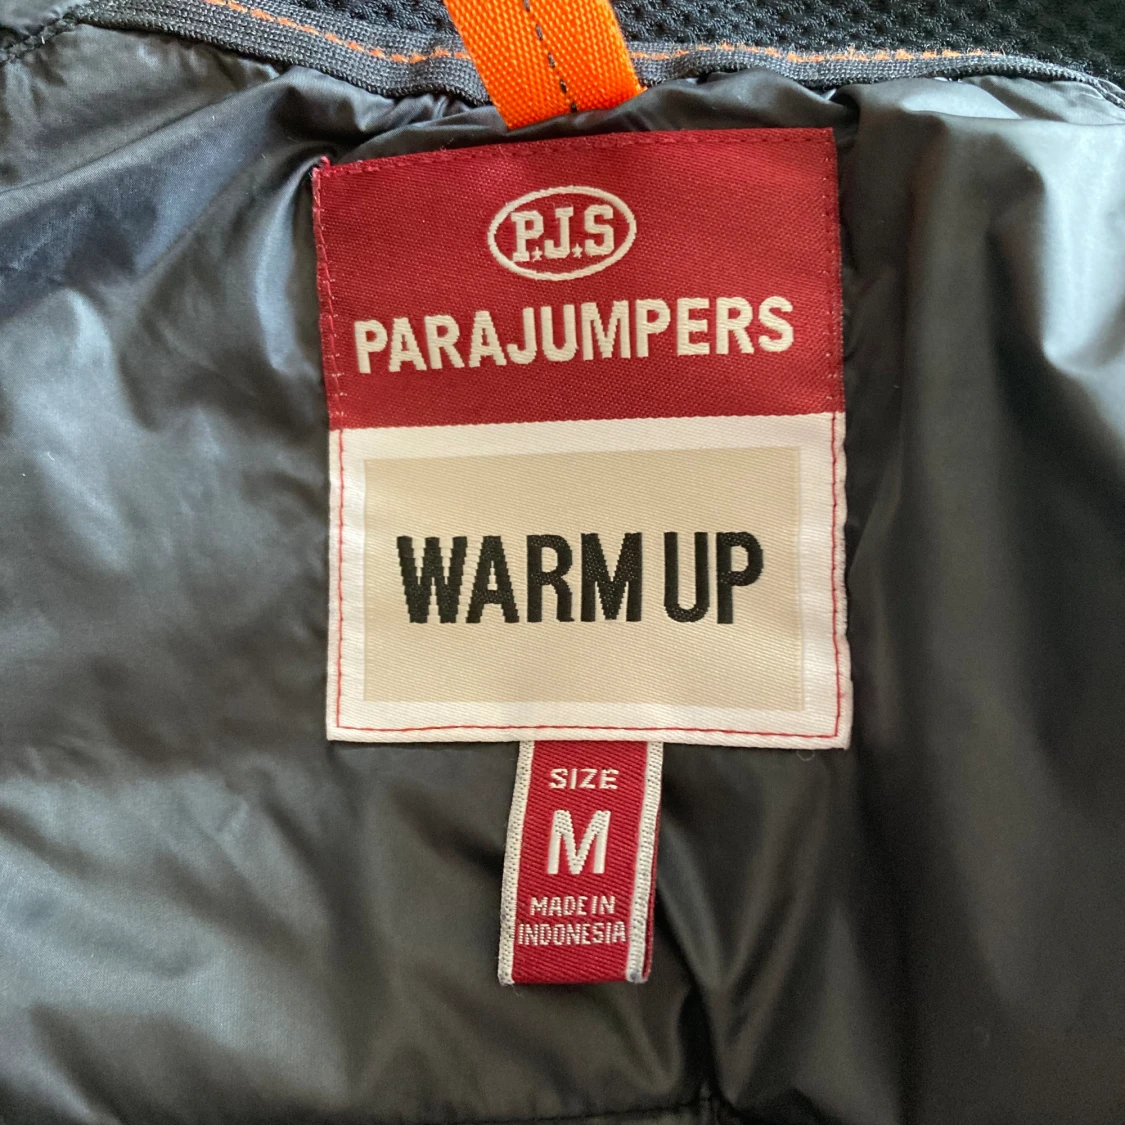 P.J.S
PARAJUMPERS
WARM UP
SIZE
M
MADE IN
INDONESIA